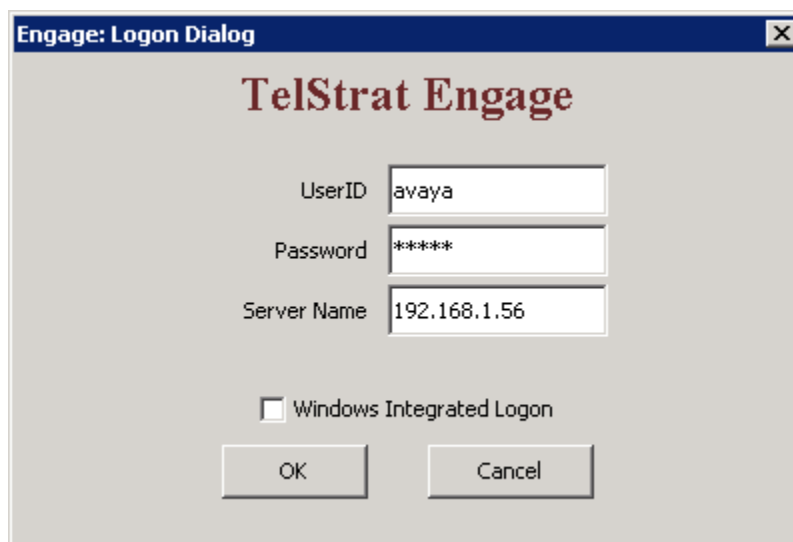 Engage: Logon Dialog
TelStrat Engage
UserID avaya
Password *****
Server Name 192.168.1.56
Windows Integrated Logon
OK Cancel